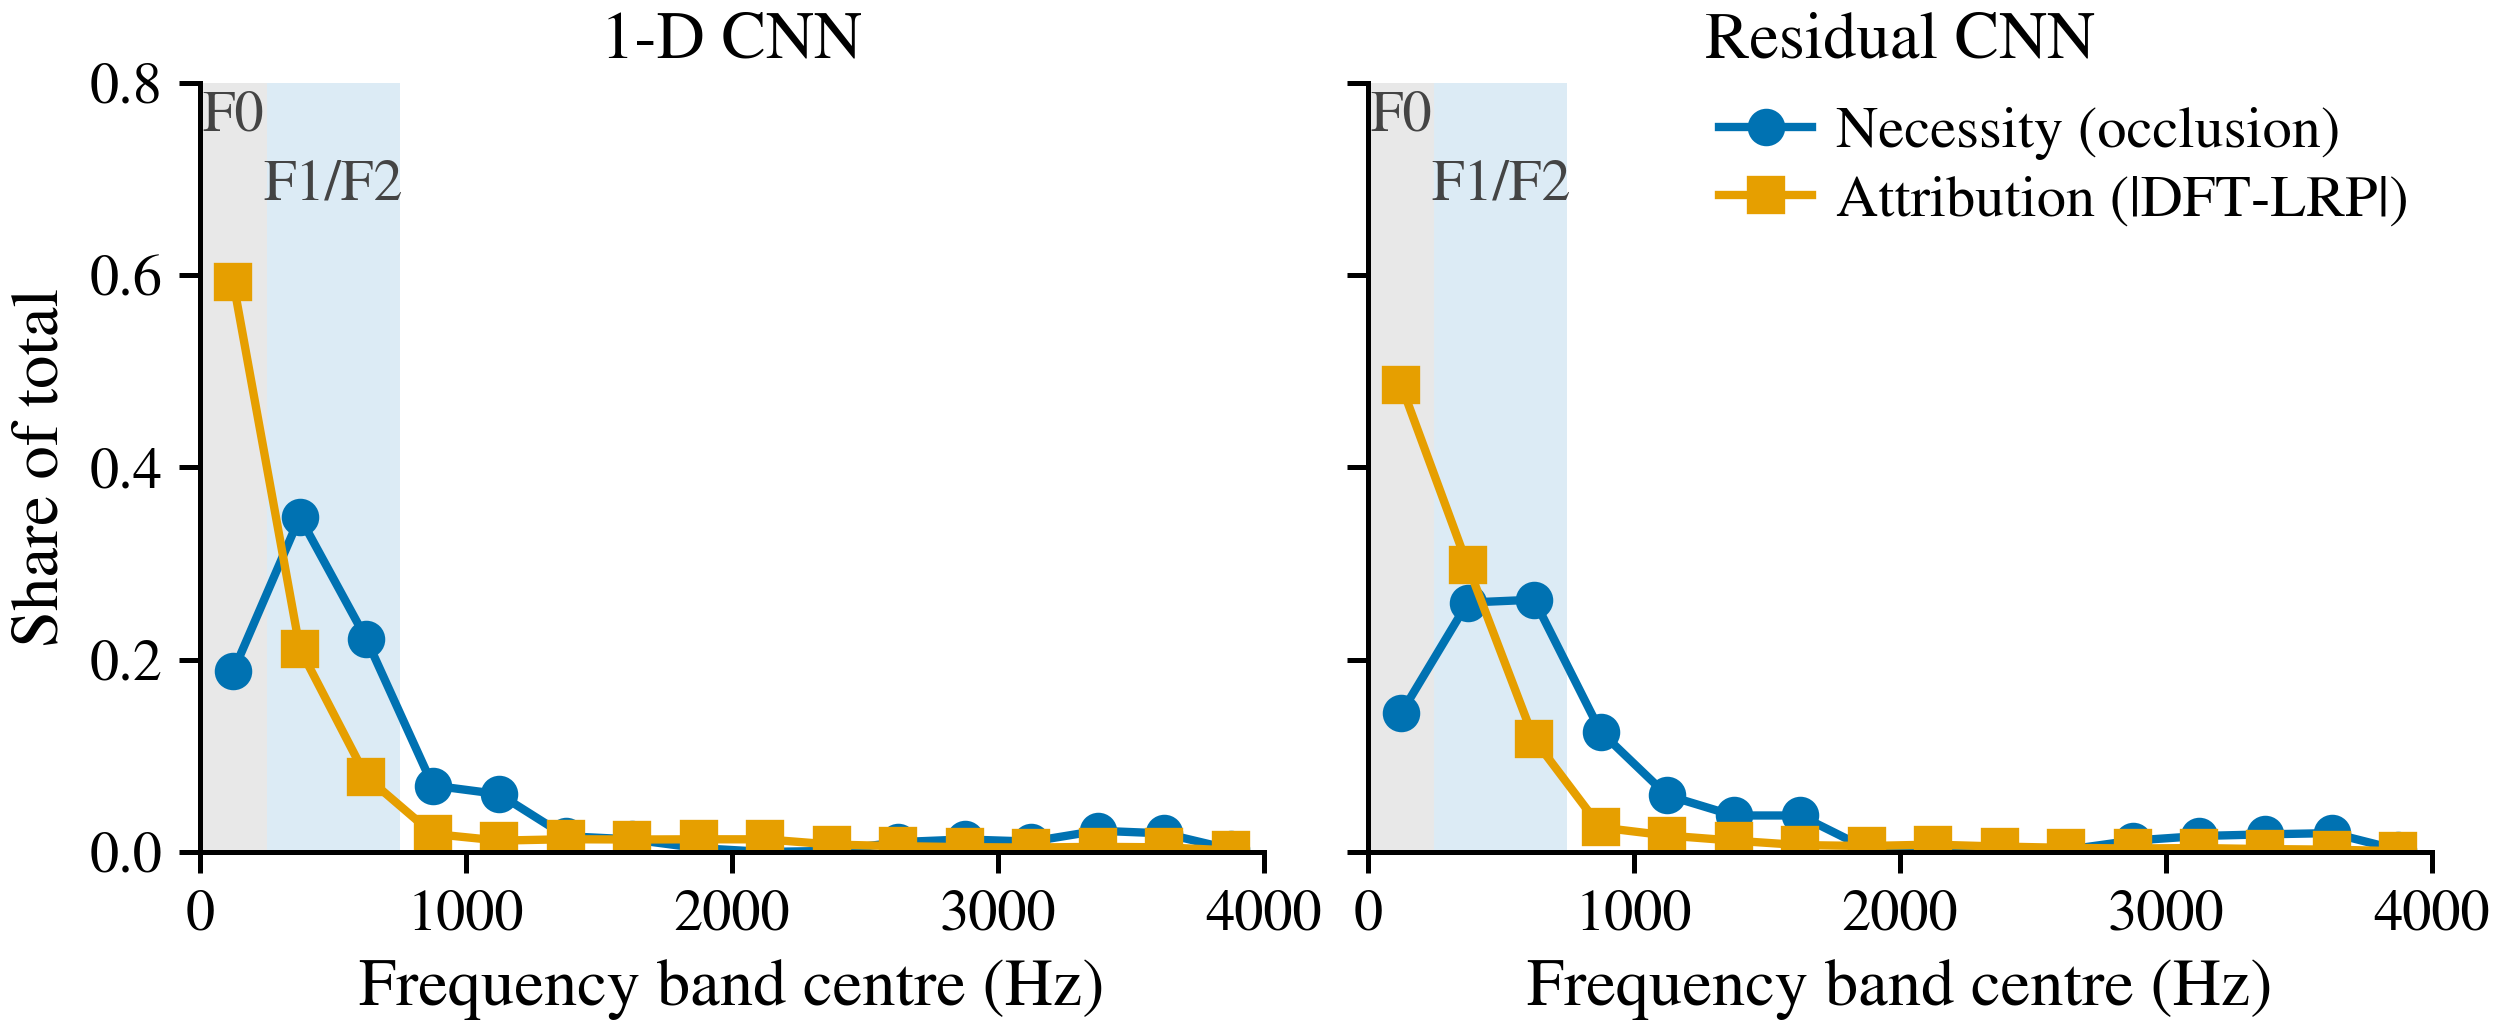 1-D CNN
Residual CNN
0.8
0.6
0.4
0.2
0.0
Share of total
F0
F1/F2
0
1000
2000
3000
4000
Frequency band centre (Hz)
F0
F1/F2
Necessity (occlusion)
Attribution (|DFT-LRP|)
0
1000
2000
3000
4000
Frequency band centre (Hz)